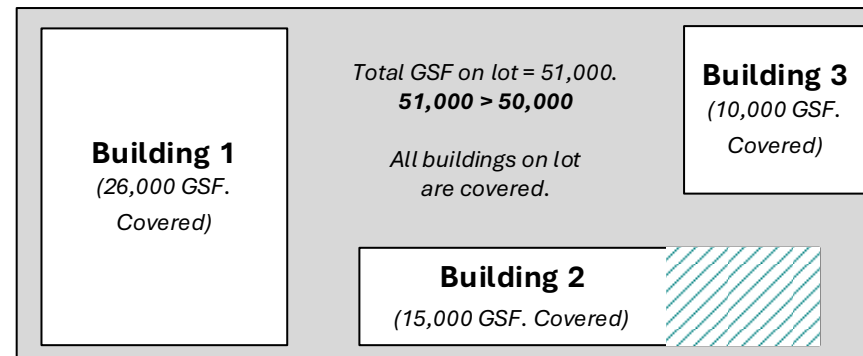 Building 1
(26,000 GSF.
Covered)
Total GSF on lot = 51,000.
51,000 > 50,000
All buildings on lot
are covered.
Building 3
(10,000 GSF.
Covered)
Building 2
(15,000 GSF. Covered)